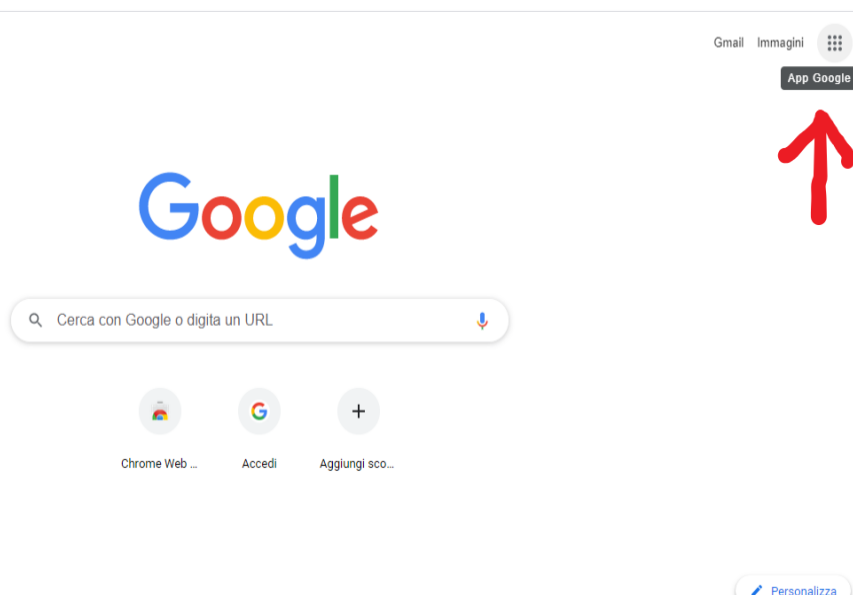 Gmail Immagini
App Google
Google
Cerca con Google o digita un URL
Chrome Web ... Accedi Aggiungi sco...
Personalizza